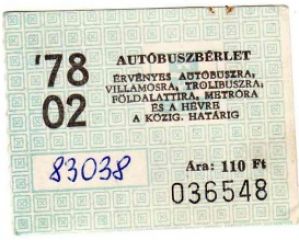 '78
02
AUTÓBUSZBÉRLET
ÉRVÉNYES AUTÓBUSZRA,
VILLAMOSRA, TROLIBUSZRA,
FÖLDALATTIRA, METRÓRA
ÉS A HÉVRE
A KÖZIG. HATÁRIG
83038
Ára: 110 Ft
036548